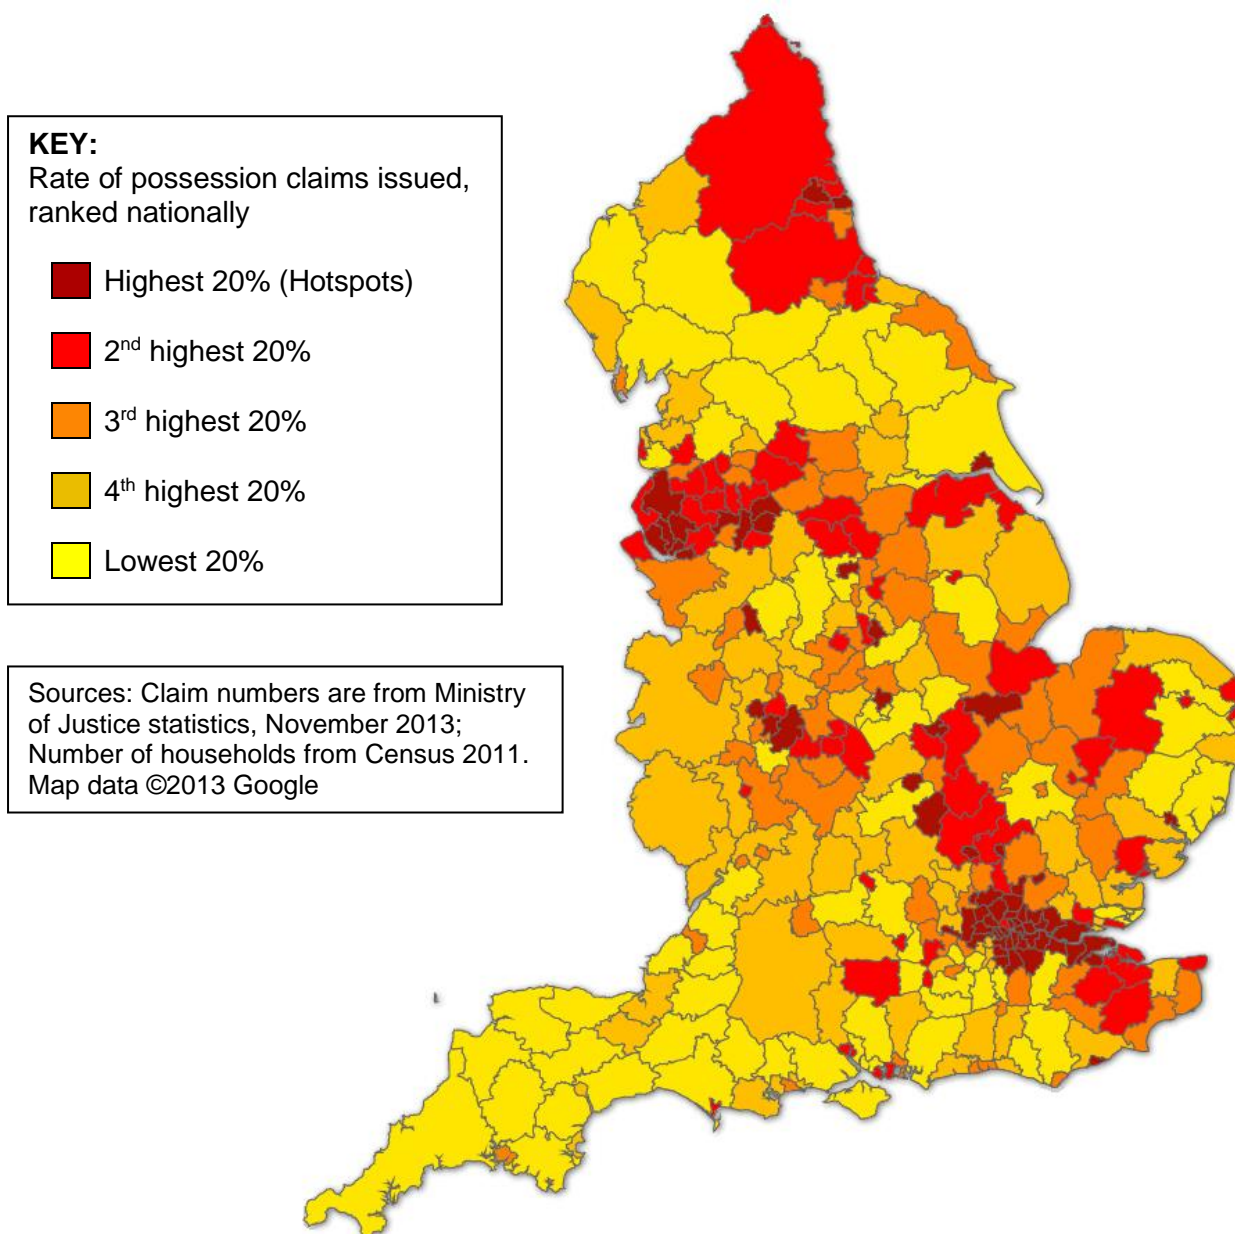 KEY:
Rate of possession claims issued,
ranked nationally
Highest 20% (Hotspots)
2nd highest 20%
3rd highest 20%
4th highest 20%
Lowest 20%
Sources: Claim numbers are from Ministry
of Justice statistics, November 2013;
Number of households from Census 2011.
Map data ©2013 Google